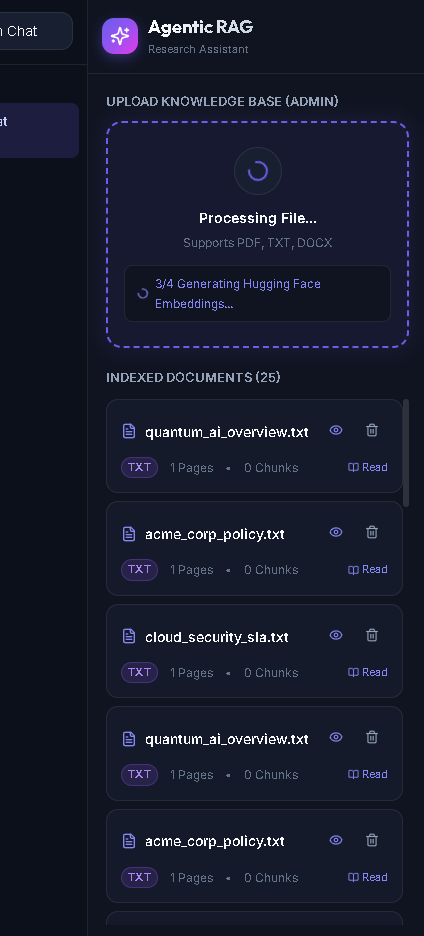 Chat
at
Agentic RAG
Research Assistant
UPLOAD KNOWLEDGE BASE (ADMIN)
Processing File...
Supports PDF, TXT, DOCX
3/4 Generating Hugging Face
Embeddings...
INDEXED DOCUMENTS (25)
quantum_ai_overview.txt
TXT 1 Pages • 0 Chunks Read
acme_corp_policy.txt
TXT 1 Pages • 0 Chunks Read
cloud_security_sla.txt
TXT 1 Pages • 0 Chunks Read
quantum_ai_overview.txt
TXT 1 Pages • 0 Chunks Read
acme_corp_policy.txt
TXT 1 Pages • 0 Chunks Read